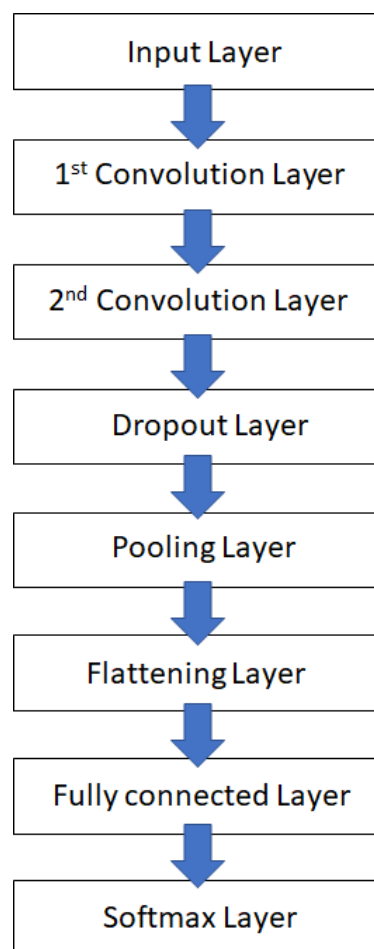 Input Layer
1st Convolution Layer
2nd Convolution Layer
Dropout Layer
Pooling Layer
Flattening Layer
Fully connected Layer
Softmax Layer